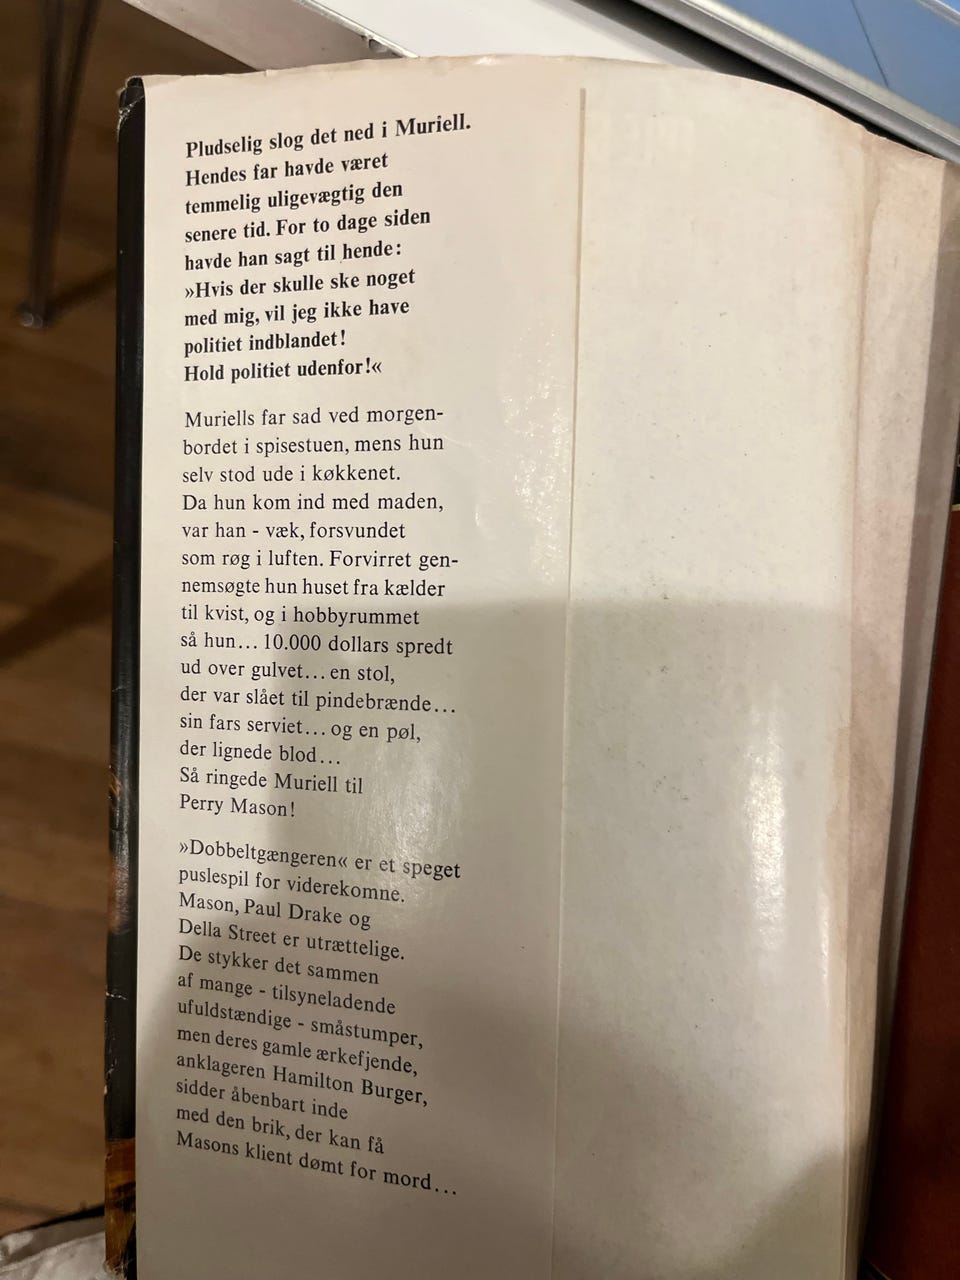 Pludselig slog det ned i Muriell.
Hendes far havde været
temmelig uligevægtig den
senere tid. For to dage siden
havde han sagt til hende:
»Hvis der skulle ske noget
med mig, vil jeg ikke have
politiet indblandet!
Hold politiet udenfor!«
Muriells far sad ved morgen-
bordet i spisestuen, mens hun
selv stod ude i køkkenet.
Da hun kom ind med maden,
var han - væk, forsvundet
som røg i luften. Forvirret gen-
nemsøgte hun huset fra kælder
til kvist, og i hobbyrummet
så hun... 10.000 dollars spredt
ud over gulvet... en stol,
der var slået til pindebrænde...
sin fars serviet... og en pøl,
der lignede blod...
Så ringede Muriell til
Perry Mason!
»Dobbeltgængeren« er et speget
puslespil for viderekomne.
Mason, Paul Drake og
Della Street er utrættelige.
De stykker det sammen
af mange - tilsyneladende
ufuldstændige - småstumper,
men deres gamle ærkefjende,
anklageren Hamilton Burger,
sidder åbenbart inde
med den brik, der kan få
Masons klient dømt for mord...